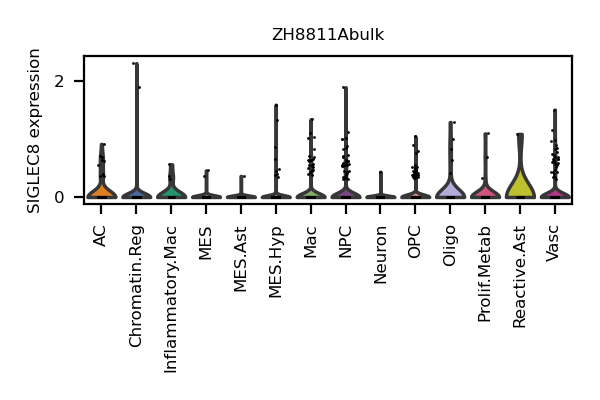 ZH8811Abulk
SIGLEC8 expression
2
0
AC
Chromatin.Reg
Inflammatory.Mac
MES
MES.Ast
MES.Hyp
Mac
NPC
Neuron
OPC
Oligo
Prolif.Metab
Reactive.Ast
Vasc